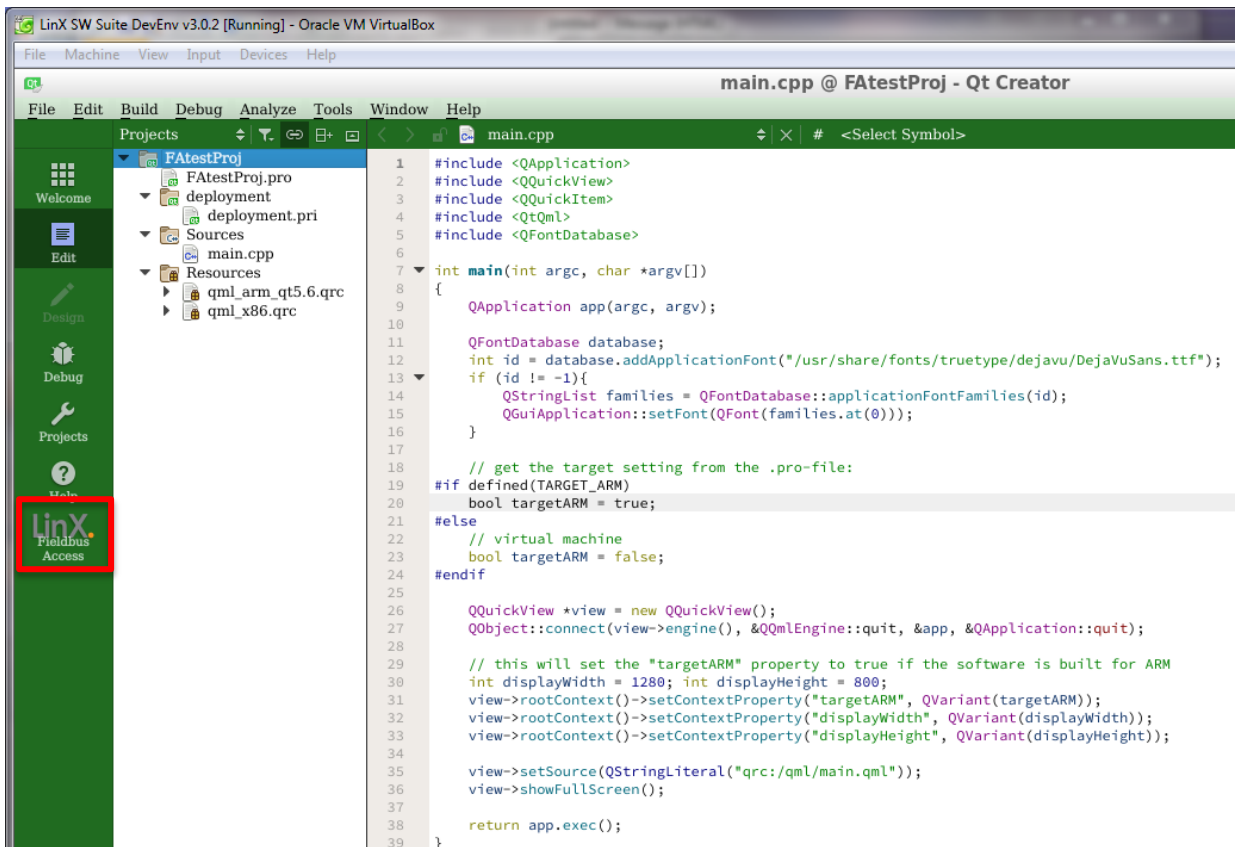 LinX SW Suite DevEnv v3.0.2 [Running] - Oracle VM VirtualBox
File Machine View Input Devices Help
main.cpp @ FAtestProj - Qt Creator
File Edit Build Debug Analyze Tools Window Help
Projects
main.cpp
# <Select Symbol>
Welcome
Edit
Design
Debug
Projects
Help
LinX.
Fieldbus
Access
FAtestProj
FAtestProj.pro
deployment
deployment.pri
Sources
main.cpp
Resources
qml_arm_qt5.6.qrc
qml_x86.qrc
1 #include <QApplication>
2 #include <QQuickView>
3 #include <QQuickItem>
4 #include <QtQml>
5 #include <QFontDatabase>
6
7 int main(int argc, char *argv[])
8 {
9 QApplication app(argc, argv);
10
11 QFontDatabase database;
12 int id = database.addApplicationFont("/usr/share/fonts/truetype/dejavu/DejaVuSans.ttf");
13 if (id != -1){
14 QStringList families = QFontDatabase::applicationFontFamilies(id);
15 QGuiApplication::setFont(QFont(families.at(0)));
16 }
17
18 // get the target setting from the .pro-file:
19 #if defined(TARGET_ARM)
20 bool targetARM = true;
21 #else
22 // virtual machine
23 bool targetARM = false;
24 #endif
25
26 QQuickView *view = new QQuickView();
27 QObject::connect(view->engine(), &QQmlEngine::quit, &app, &QApplication::quit);
28
29 // this will set the "targetARM" property to true if the software is built for ARM
30 int displayWidth = 1280; int displayHeight = 800;
31 view->rootContext()->setContextProperty("targetARM", QVariant(targetARM));
32 view->rootContext()->setContextProperty("displayWidth", QVariant(displayWidth));
33 view->rootContext()->setContextProperty("displayHeight", QVariant(displayHeight));
34
35 view->setSource(QStringLiteral("qrc:/qml/main.qml"));
36 view->showFullScreen();
37
38 return app.exec();
39 }